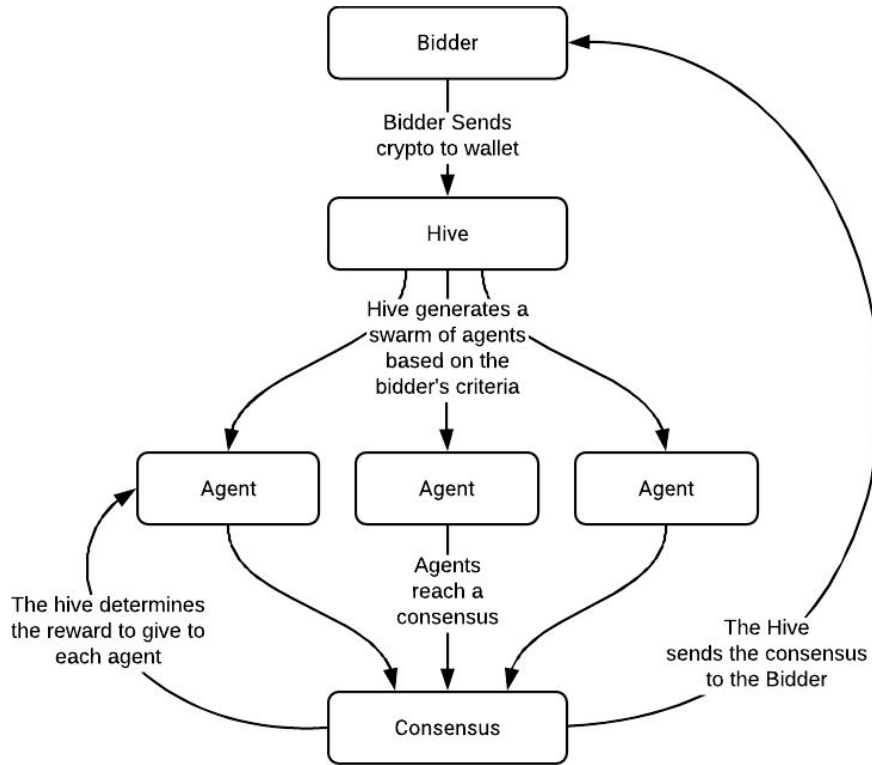 Bidder
Bidder Sends
crypto to wallet
Hive
Hive generates a
swarm of agents
based on the
bidder's criteria
Agent
Agent
Agent
Agents
reach a
consensus
The hive determines
the reward to give to
each agent
The Hive
sends the consensus
to the Bidder
Consensus